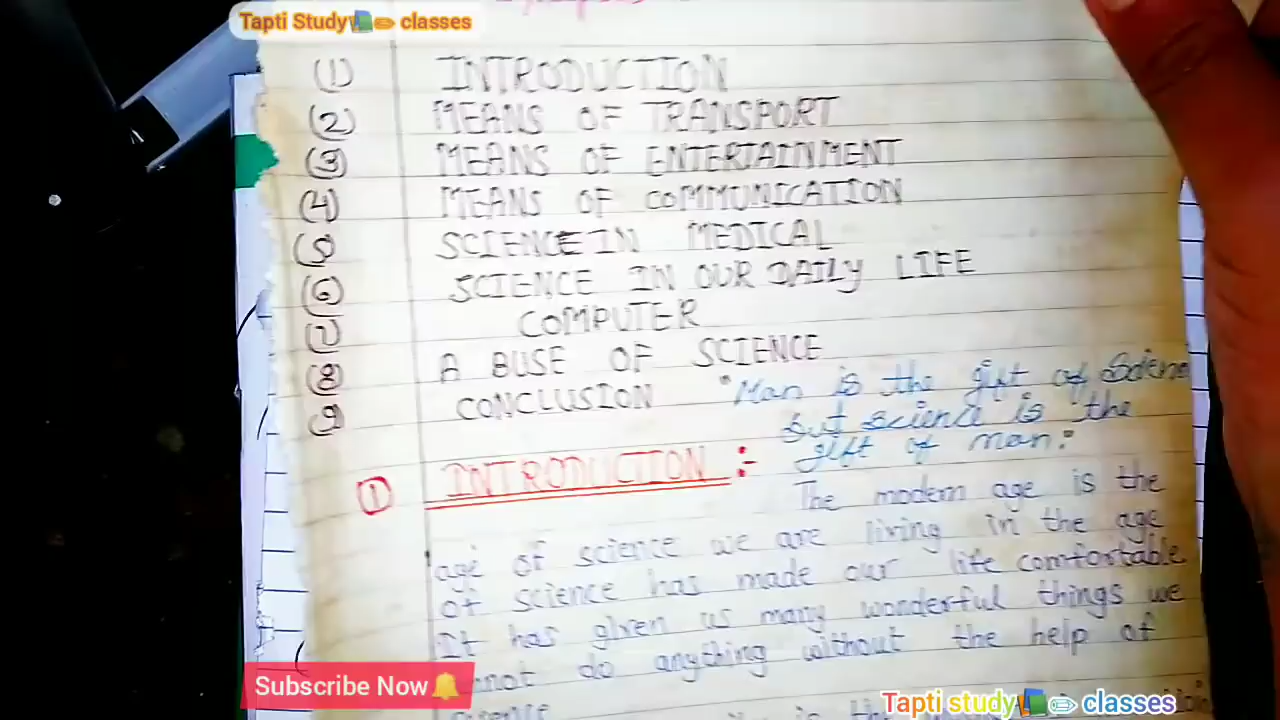 Tapti Study📚✏ classes
(1) INTRODUCTION
(2) MEANS OF TRANSPORT
(3) MEANS OF ENTERTAINMENT
(4) MEANS OF COMMUNICATION
(5) SCIENCE IN MEDICAL
(6) SCIENCE IN OUR DAILY LIFE
(7) COMPUTER
(8) A BUSE OF SCIENCE
(9) CONCLUSION
"Man is the gift of Scienc
but science is the
gift of man."
(1) INTRODUCTION :-
The modern age is the
age of science we are living in the age
of science has made our life comfortable
It has given us many wonderful things we
not do anything without the help of
Subscribe Now🔔
Tapti study📚✏ classes